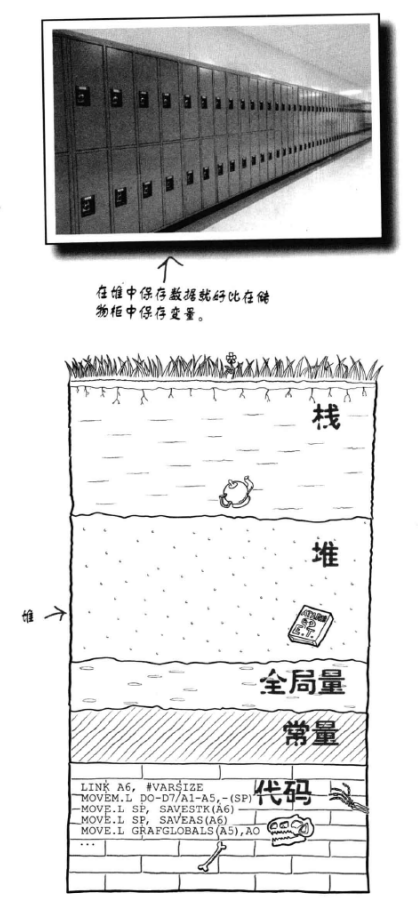 在堆中保存数据就好比在储
物柜中保存变量。
栈
堆
堆
E.T.
全局量
常量
代码
LINK A6, #VARSIZE
MOVEM.L DO-D7/A1-A5,-(SP)
MOVE.L SP, SAVESTK(A6)
MOVE.L SP, SAVEAS(A6)
MOVE.L GRAFGLOBALS(A5),AO
...